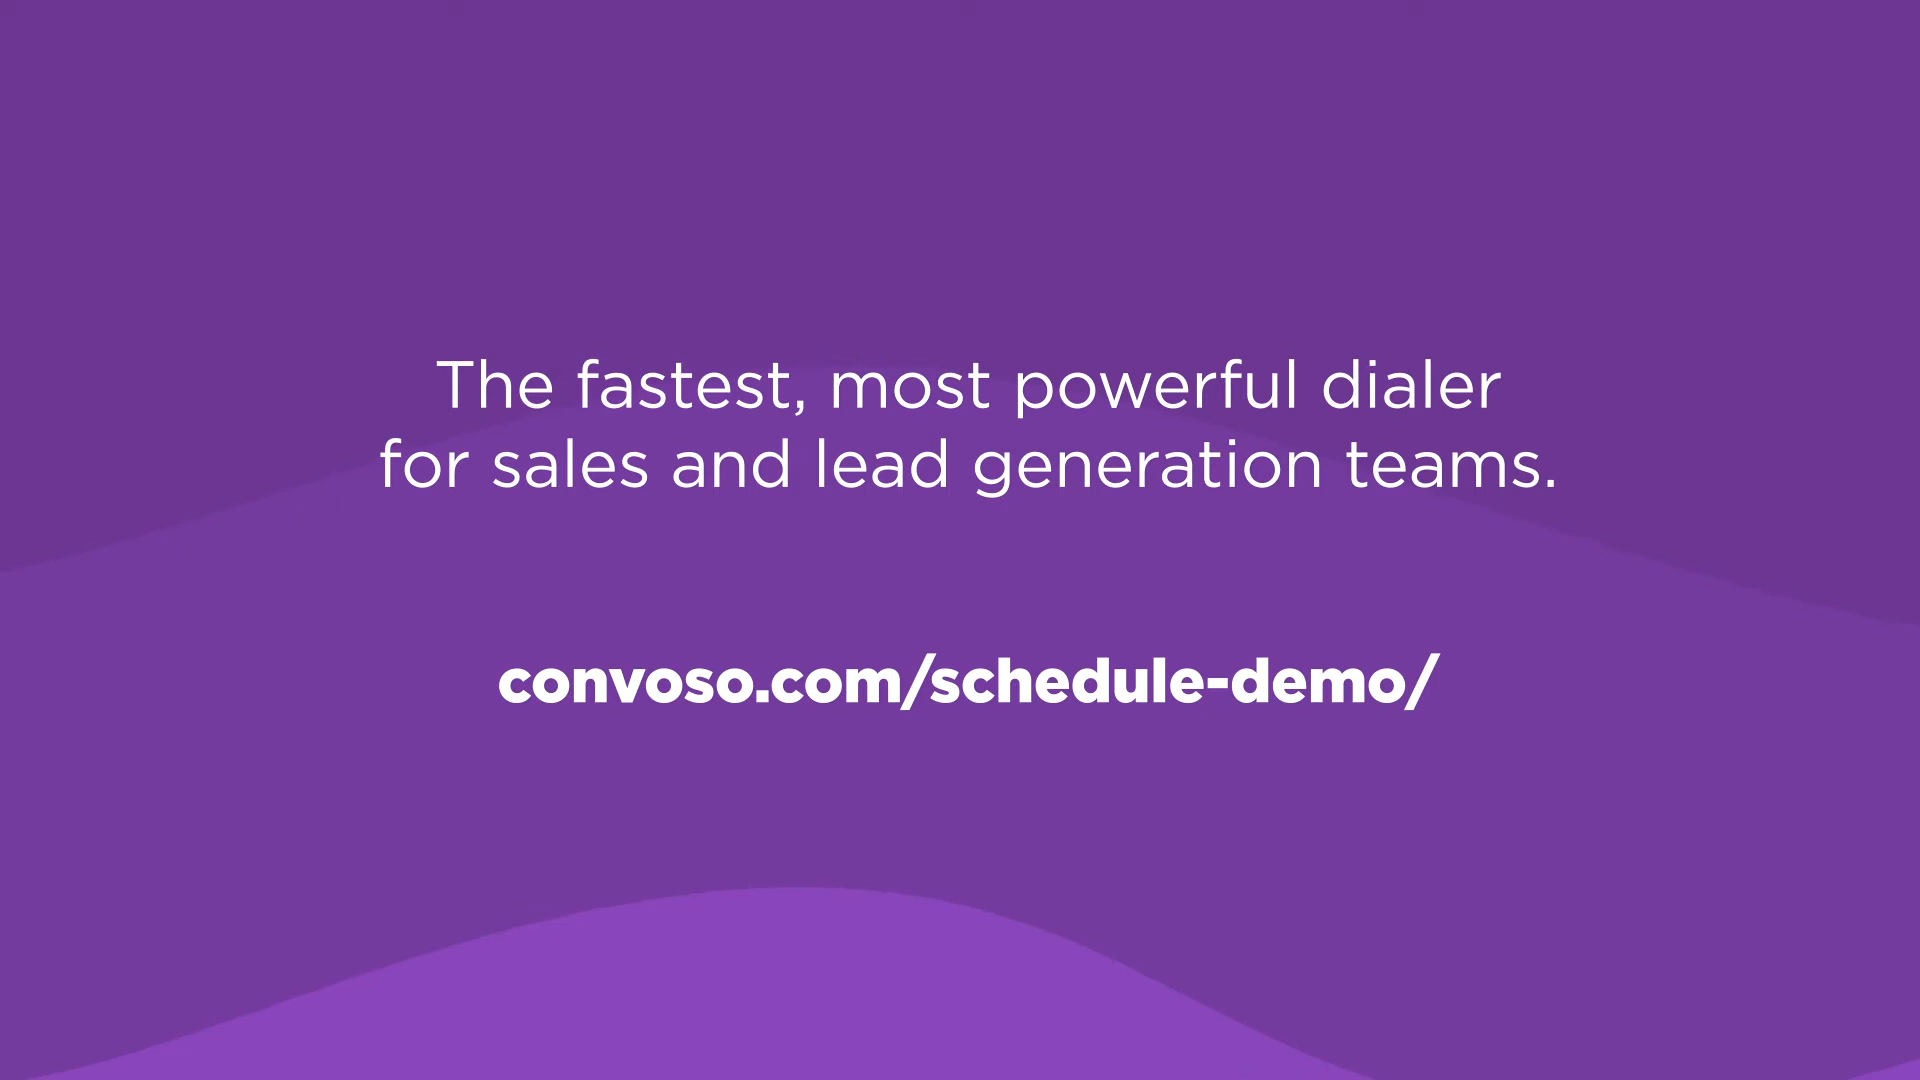 The fastest, most powerful dialer
for sales and lead generation teams.
convoso.com/schedule-demo/